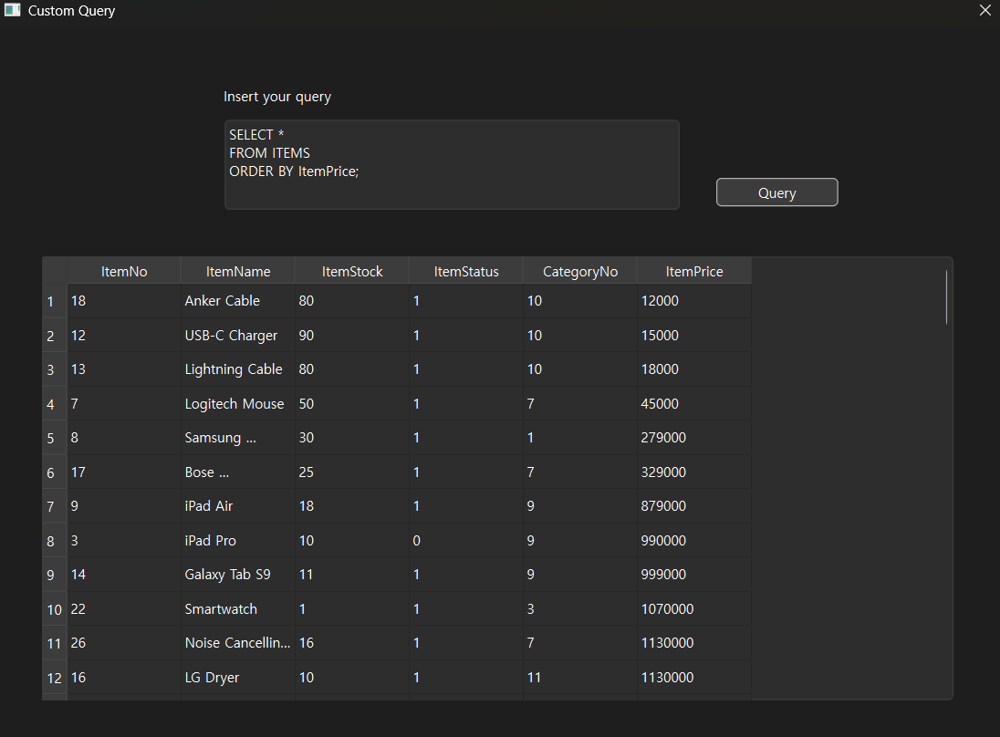 Custom Query
Insert your query
SELECT *
FROM ITEMS
ORDER BY ItemPrice;
Query
ItemNo ItemName ItemStock ItemStatus CategoryNo ItemPrice
1 18 Anker Cable 80 1 10 12000
2 12 USB-C Charger 90 1 10 15000
3 13 Lightning Cable 80 1 10 18000
4 7 Logitech Mouse 50 1 7 45000
5 8 Samsung ... 30 1 1 279000
6 17 Bose ... 25 1 7 329000
7 9 iPad Air 18 1 9 879000
8 3 iPad Pro 10 0 9 990000
9 14 Galaxy Tab S9 11 1 9 999000
10 22 Smartwatch 1 1 3 1070000
11 26 Noise Cancellin... 16 1 7 1130000
12 16 LG Dryer 10 1 11 1130000